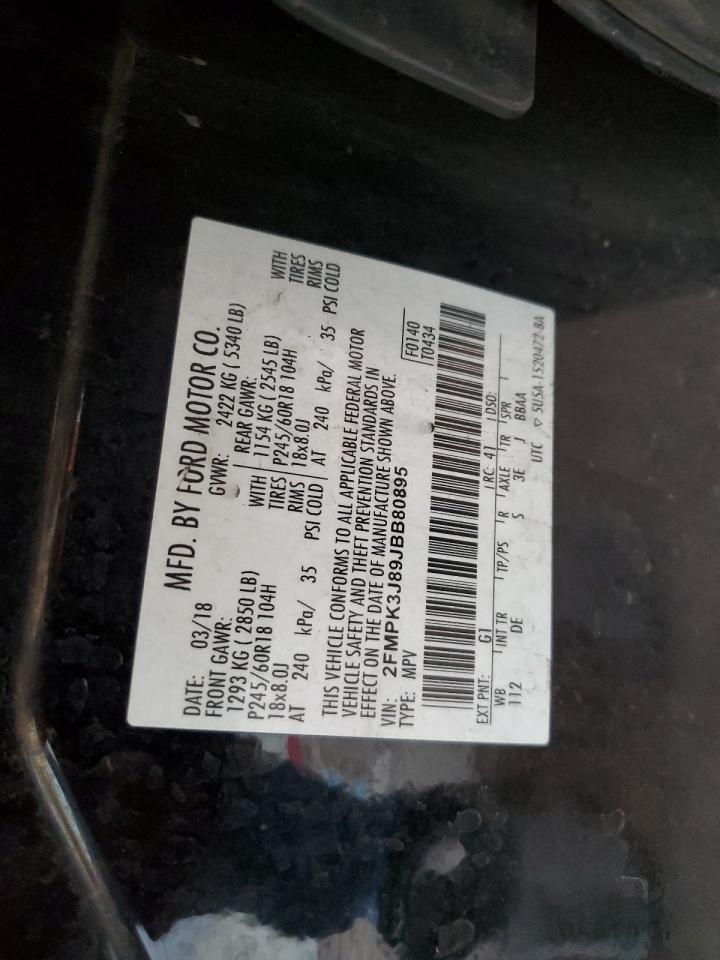 MFD. BY FORD MOTOR CO.
DATE: 03/18 GVWR: 2422 KG ( 5340 LB)
FRONT GAWR: REAR GAWR:
1293 KG ( 2850 LB) WITH 1154 KG ( 2545 LB) WITH
P245/60R18 104H TIRES P245/60R18 104H TIRES
18x8.0J RIMS 18x8.0J RIMS
AT 240 kPa/ 35 PSI COLD AT 240 kPa/ 35 PSI COLD
THIS VEHICLE CONFORMS TO ALL APPLICABLE FEDERAL MOTOR
VEHICLE SAFETY AND THEFT PREVENTION STANDARDS IN
EFFECT ON THE DATE OF MANUFACTURE SHOWN ABOVE.
VIN: 2FMPK3J89JBB80895 F0140
TYPE: MPV T0434
EXT PNT: G1 RC: 41 DSO:
WB INT TR TP/PS R AXLE TR SPR
112 DE S 3E J BBAA
UTC ▽ 5U5A-1520472-BA